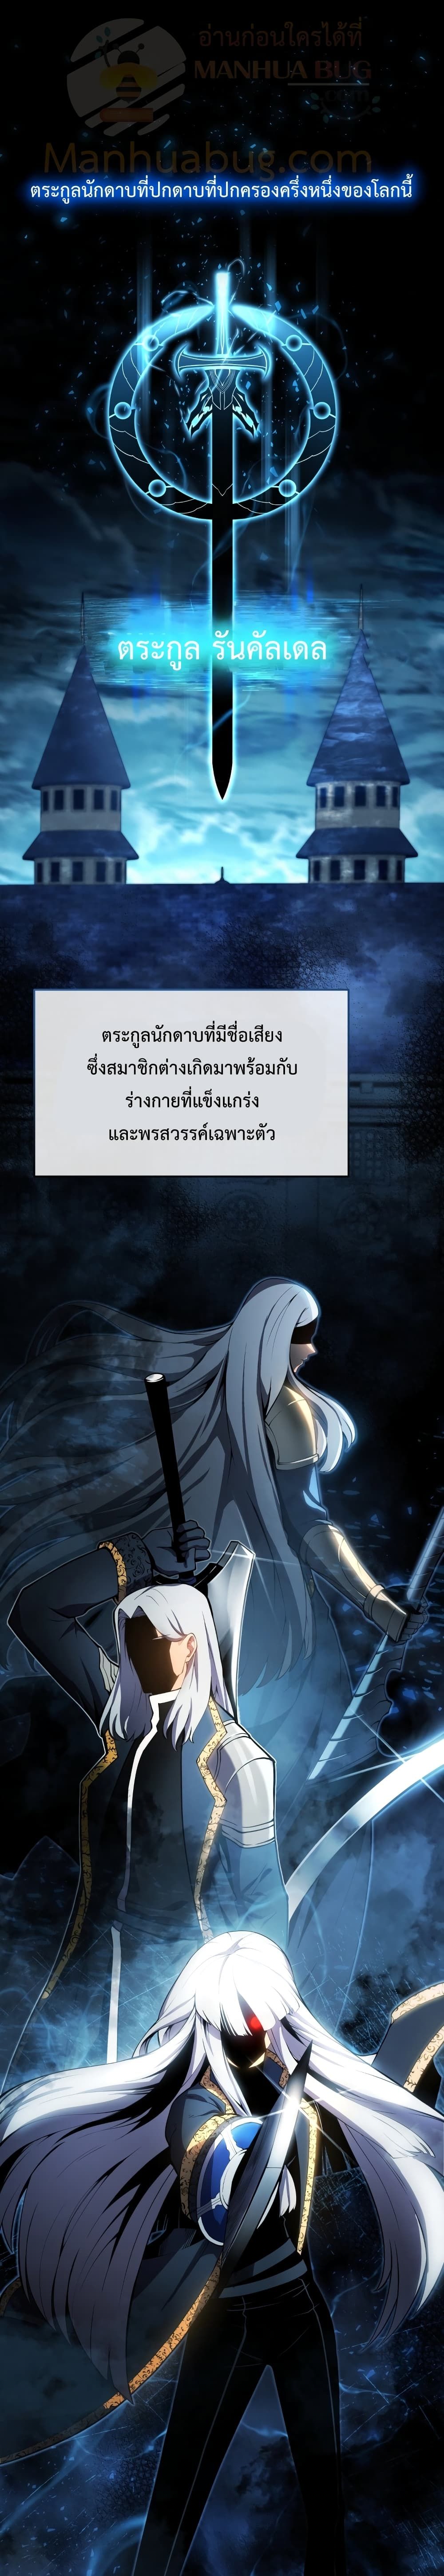 อ่านก่อนใครได้ที่
MANHUA BUG
.com
Manhuabug.com
ตระกูลนักดาบที่ปกดาบที่ปกครองครึ่งหนึ่งของโลกนี้
ตระกูล รันคัลเดล
ตระกูลนักดาบที่มีชื่อเสียง
ซึ่งสมาชิกต่างเกิดมาพร้อมกับ
ร่างกายที่แข็งแกร่ง
และพรสวรรค์เฉพาะตัว